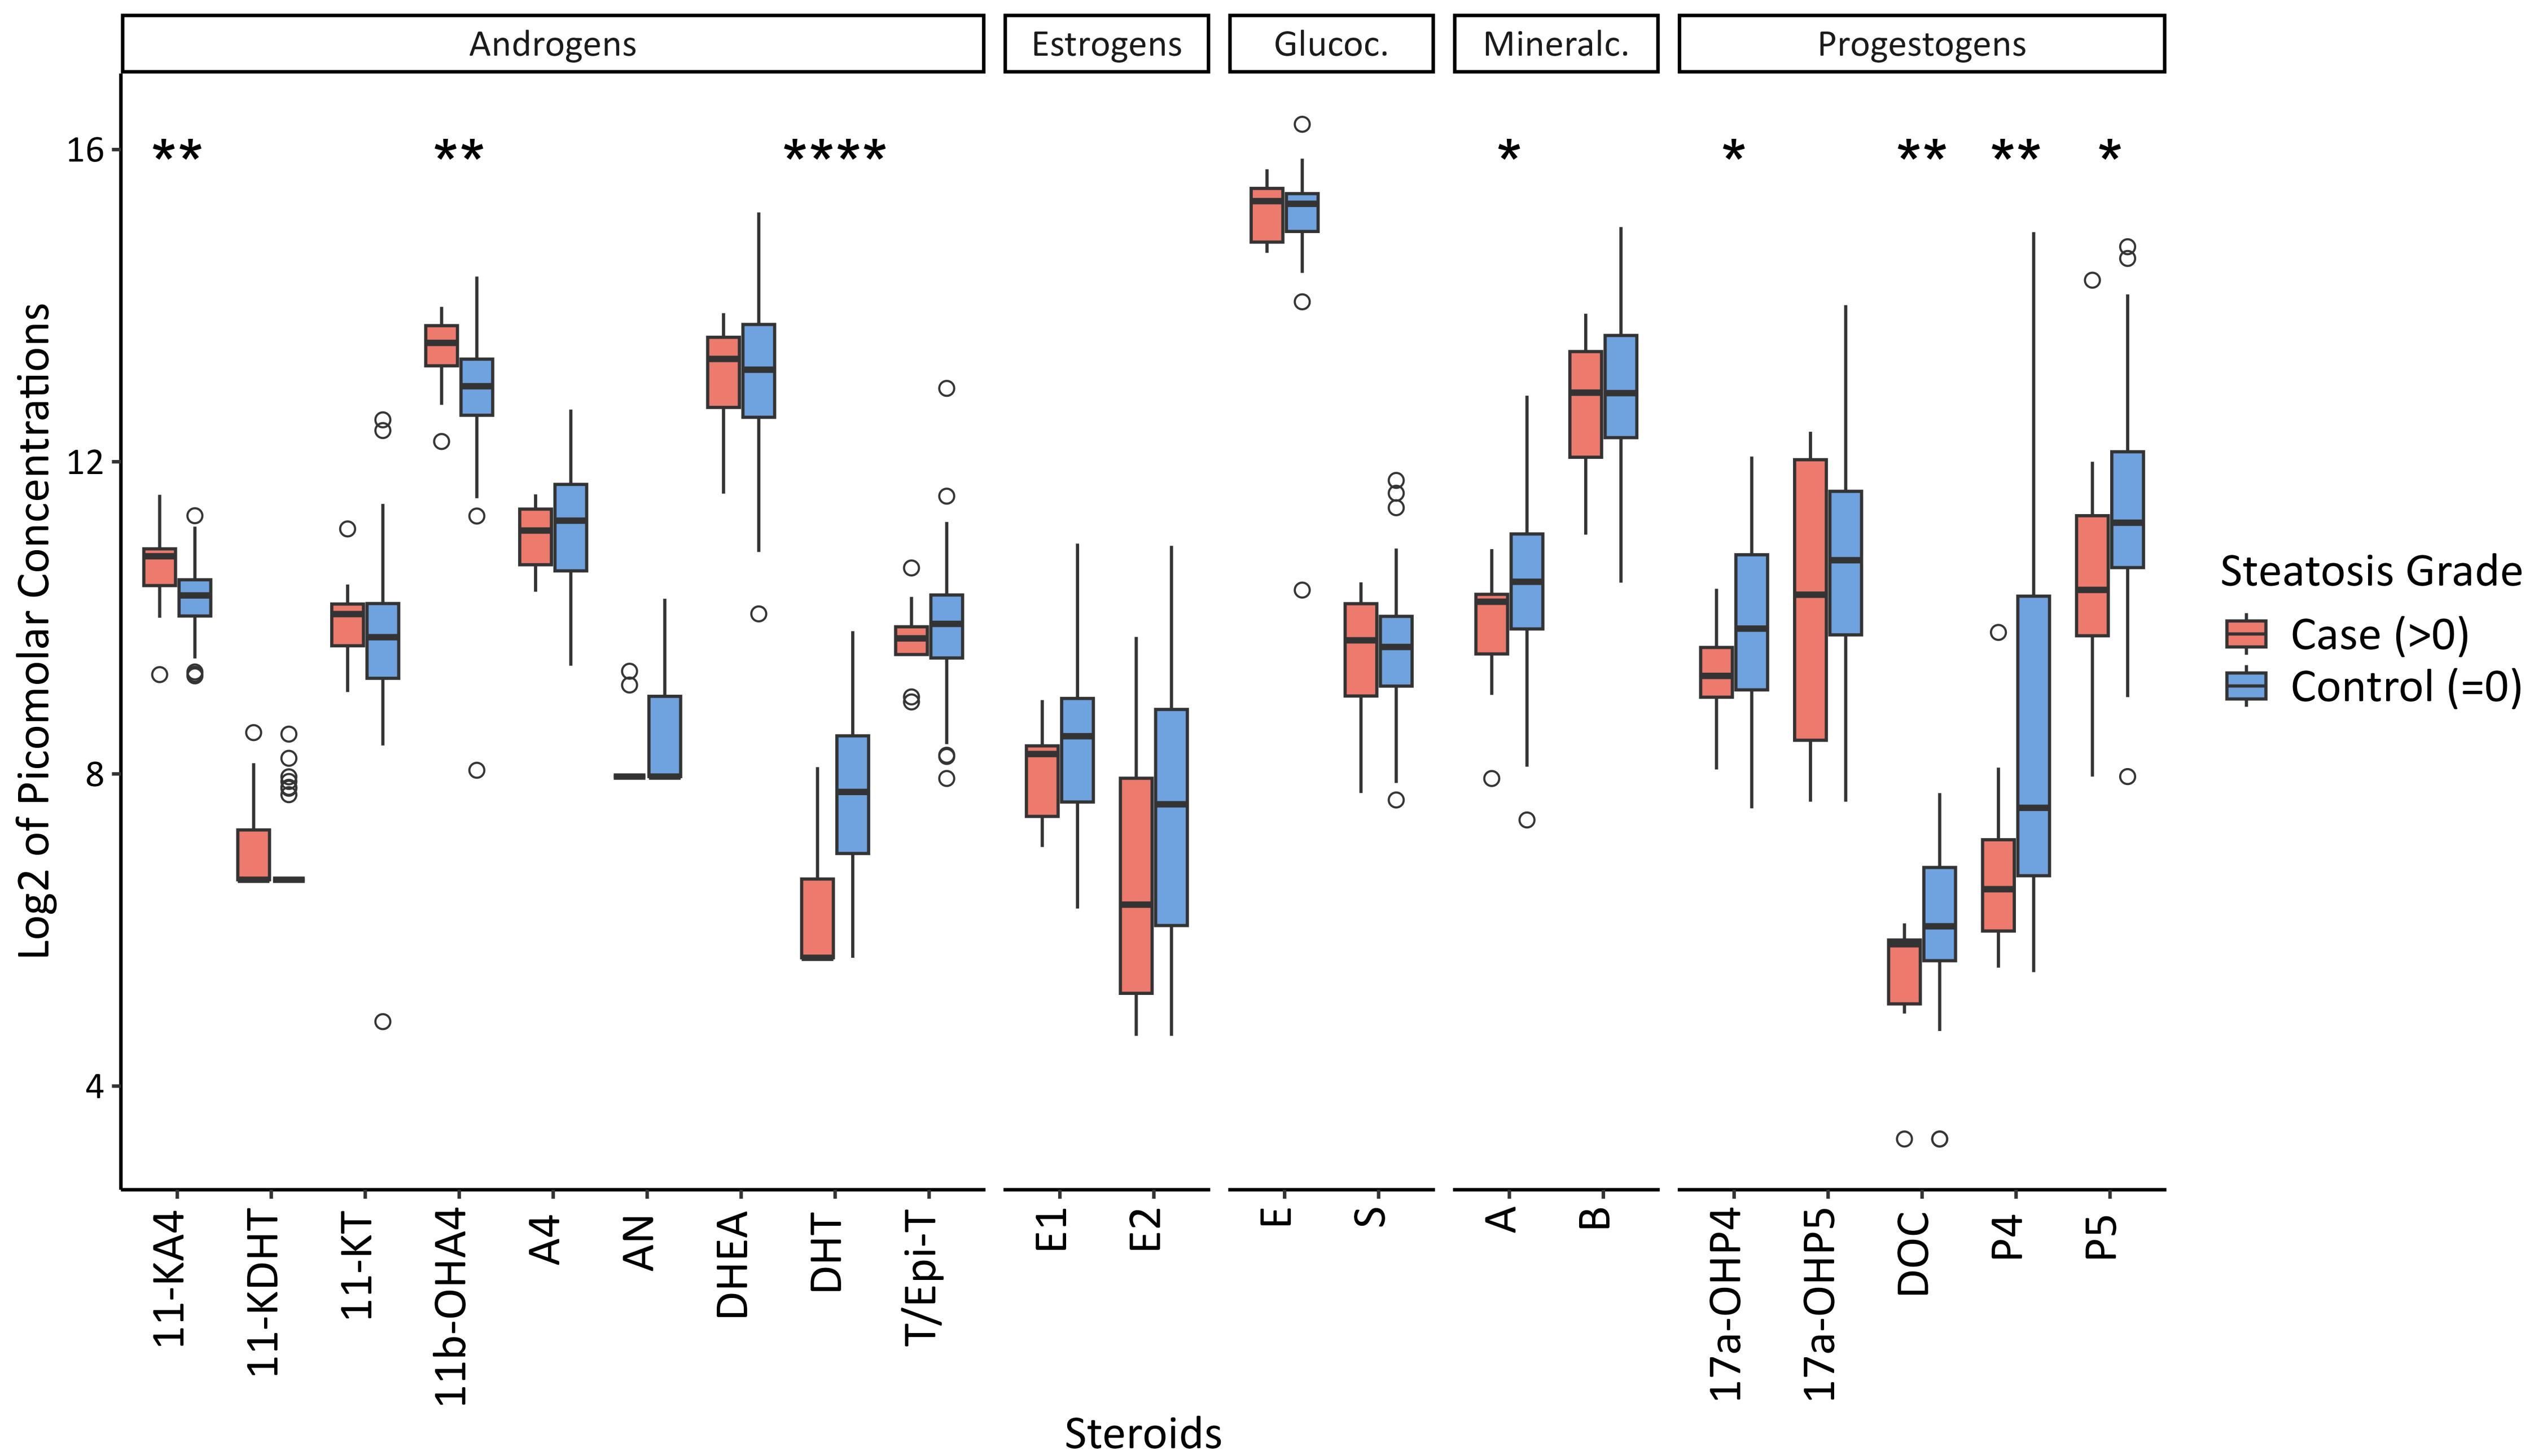 Androgens
Estrogens
Glucoc.
Mineralc.
Progestogens
** ** **** * * ** ** *
Log2 of Picomolar Concentrations
16
12
8
4
11-KA4
11-KDHT
11-KT
11b-OHA4
A4
AN
DHEA
DHT
T/Epi-T
E1
E2
E
S
A
B
17a-OHP4
17a-OHP5
DOC
P4
P5
Steroids
Steatosis Grade
Case (>0)
Control (=0)